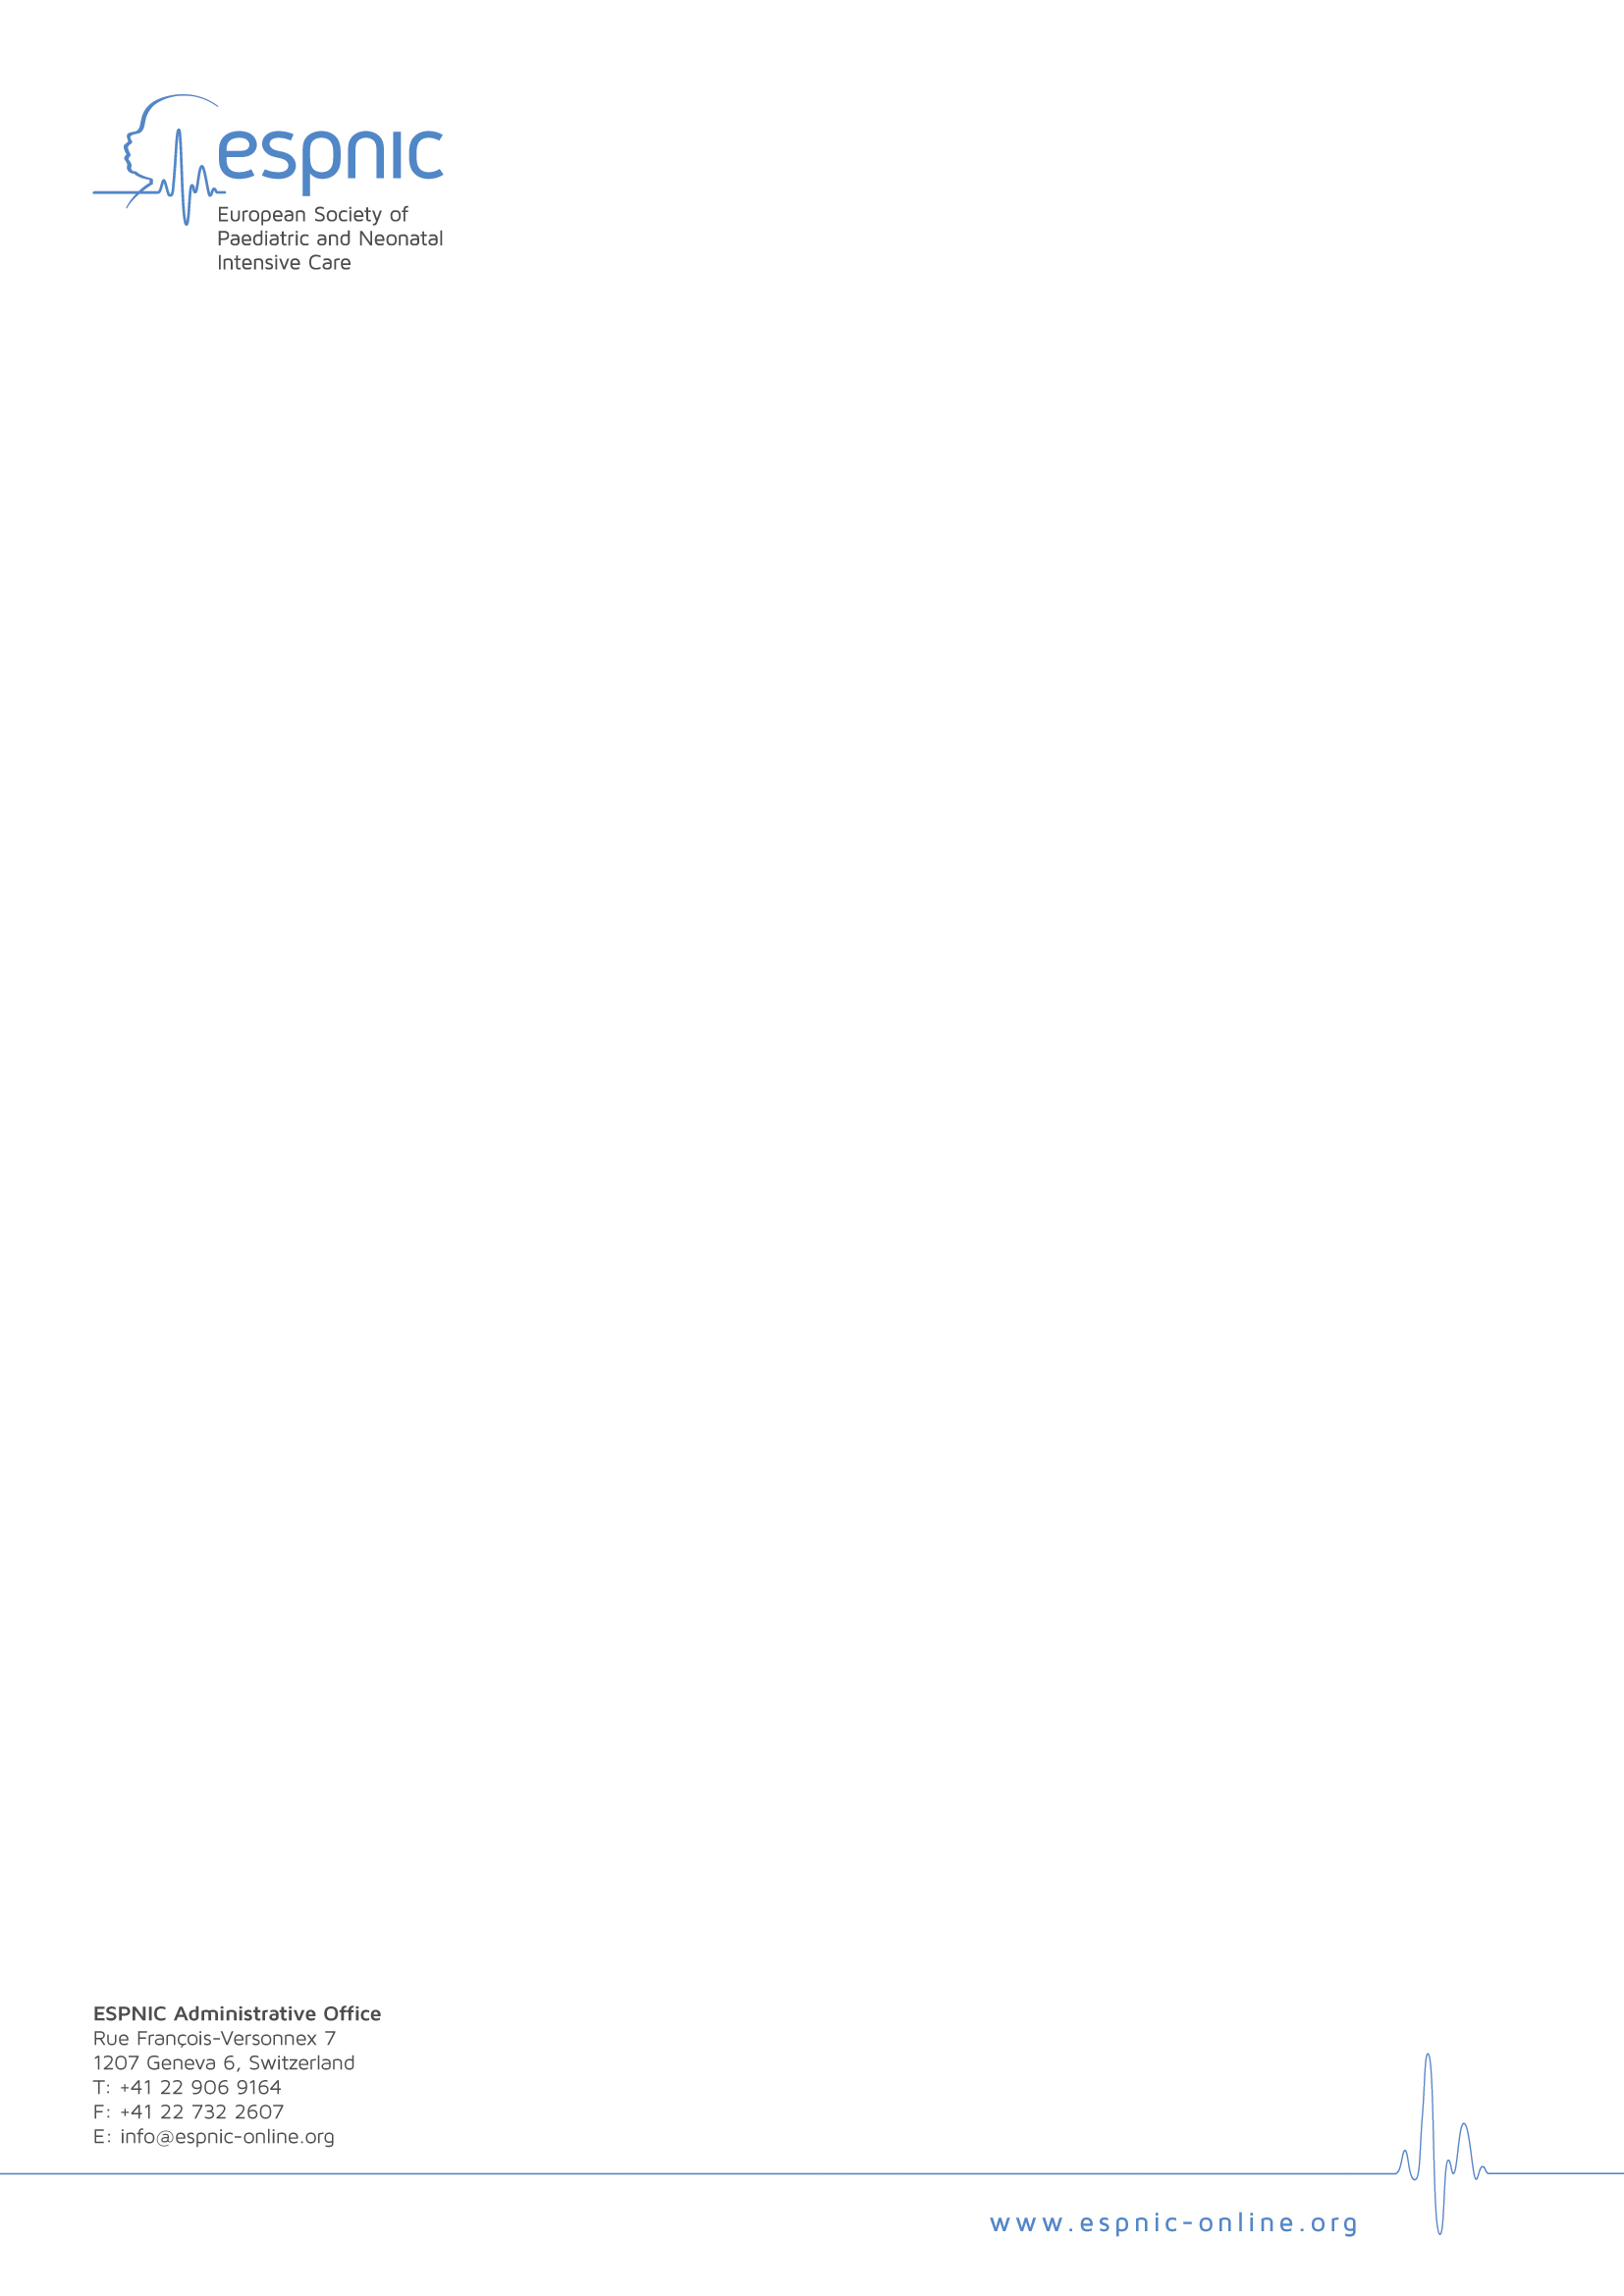 espnic
European Society of
Paediatric and Neonatal
Intensive Care
ESPNIC Administrative Office
Rue François-Versonnex 7
1207 Geneva 6, Switzerland
T: +41 22 906 9164
F: +41 22 732 2607
E: info@espnic-online.org
www.espnic-online.org